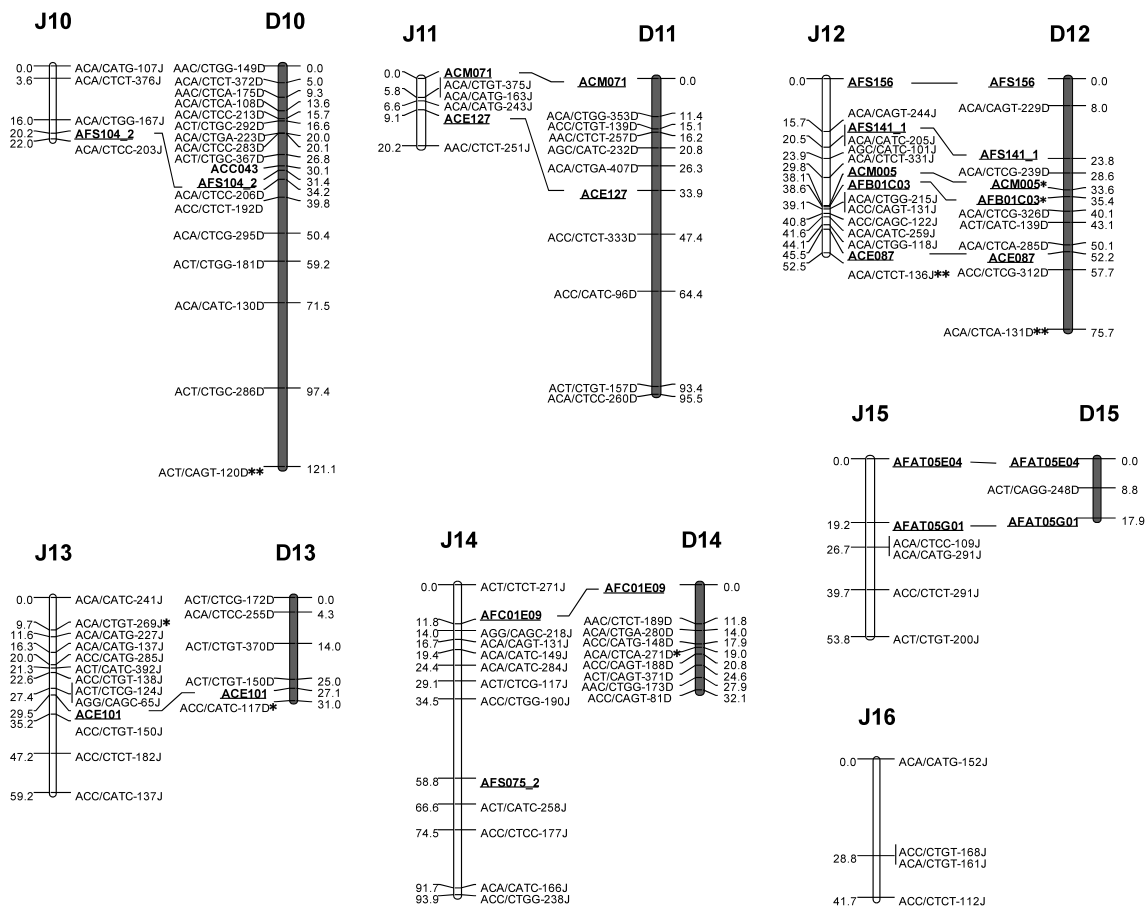 J10
D10
0.0 ACA/CATG-107J
3.6 ACA/CTCT-376J
16.0 ACA/CTGG-167J
20.2 AFS104_2
22.0 ACA/CTCC-203J
AAC/CTGG-149D 0.0
ACA/CTCT-372D 5.0
AAC/CTCA-175D 9.3
ACA/CTCA-108D 13.6
ACA/CTCC-213D 15.7
ACT/CTGC-292D 16.6
ACA/CTGA-223D 20.0
ACA/CTCC-283D 20.1
ACT/CTGC-367D 26.8
ACC043 30.1
AFS104_2 31.4
ACA/CTCC-206D 34.2
ACC/CTCT-192D 39.8
ACA/CTCG-295D 50.4
ACT/CTGG-181D 59.2
ACA/CATC-130D 71.5
ACT/CTGC-286D 97.4
ACT/CAGT-120D** 121.1
J11
D11
0.0 ACM071
5.8 ACA/CTGT-375J
ACA/CATG-163J
6.6 ACA/CATG-243J
9.1 ACE127
20.2 AAC/CTCT-251J
ACM071 0.0
ACA/CTGG-353D 11.4
ACC/CTGT-139D 15.1
AAC/CTCT-257D 16.2
AGC/CATC-232D 20.8
ACA/CTGA-407D 26.3
ACE127 33.9
ACC/CTCT-333D 47.4
ACC/CATC-96D 64.4
ACT/CTGT-157D 93.4
ACA/CTCC-260D 95.5
J12
D12
0.0 AFS156
15.7 ACA/CAGT-244J
20.5 AFS141_1
ACA/CATC-205J
23.9 AGC/CATC-101J
29.8 ACA/CTCT-331J
38.1 ACM005
38.6 AFB01C03
39.1 ACA/CTGG-215J
ACC/CAGT-131J
40.8 ACC/CAGC-122J
41.6 ACA/CATC-259J
44.1 ACA/CTGG-118J
45.5 ACE087
52.5 ACA/CTCT-136J**
AFS156 0.0
ACA/CAGT-229D 8.0
AFS141_1 23.8
ACA/CTCG-239D 28.6
ACM005* 33.6
AFB01C03* 35.4
ACA/CTCG-326D 40.1
ACT/CATC-139D 43.1
ACA/CTCA-285D 50.1
ACE087 52.2
ACC/CTCG-312D 57.7
ACA/CTCA-131D** 75.7
J13
D13
0.0 ACA/CATC-241J
9.7 ACA/CTGT-269J*
11.6 ACA/CATG-227J
16.3 ACA/CATG-137J
20.0 ACC/CATG-285J
21.3 ACT/CATC-392J
22.6 ACC/CTGT-138J
27.4 ACT/CTCG-124J
AGG/CAGC-65J
29.5 ACE101
35.2 ACC/CTGT-150J
47.2 ACC/CTCT-182J
59.2 ACC/CATC-137J
ACT/CTCG-172D 0.0
ACA/CTCC-255D 4.3
ACT/CTGT-370D 14.0
ACT/CTGT-150D 25.0
ACE101 27.1
ACC/CATC-117D* 31.0
J14
D14
0.0 ACT/CTCT-271J
11.8 AFC01E09
14.0 AGG/CAGC-218J
16.7 ACA/CAGT-131J
19.4 ACA/CATC-149J
24.4 ACA/CATC-284J
29.1 ACT/CTCG-117J
34.5 ACC/CTGG-190J
58.8 AFS075_2
66.6 ACT/CATC-258J
74.5 ACC/CTCC-177J
91.7 ACA/CATC-166J
93.9 ACC/CTGG-238J
AFC01E09 0.0
AAC/CTCT-189D 11.8
ACA/CTGA-280D 14.0
ACC/CATG-148D 17.9
ACA/CTCA-271D* 19.0
ACC/CAGT-188D 20.8
ACT/CAGT-371D 24.6
AAC/CTGG-173D 27.9
ACC/CAGT-81D 32.1
J15
D15
0.0 AFAT05E04
19.2 AFAT05G01
26.7 ACA/CTCC-109J
ACA/CATG-291J
39.7 ACC/CTCT-291J
53.8 ACT/CTGT-200J
AFAT05E04 0.0
ACT/CAGG-248D 8.8
AFAT05G01 17.9
J16
0.0 ACA/CATG-152J
28.8 ACC/CTGT-168J
ACA/CTGT-161J
41.7 ACC/CTCT-112J